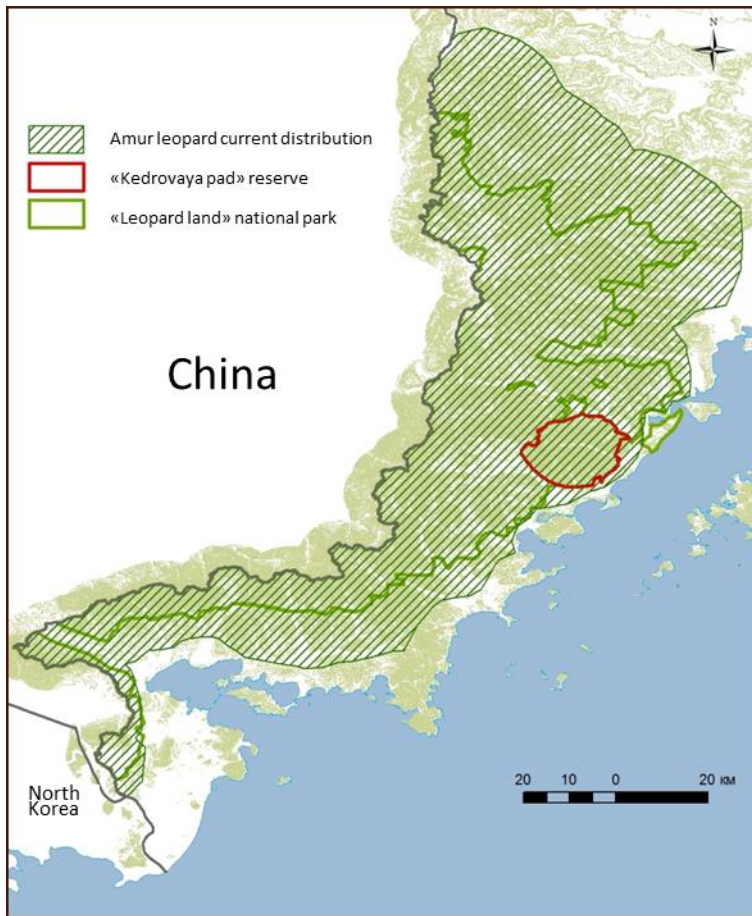 N
Amur leopard current distribution
«Kedrovaya pad» reserve
«Leopard land» national park
China
North
Korea
20 10 0 20 км